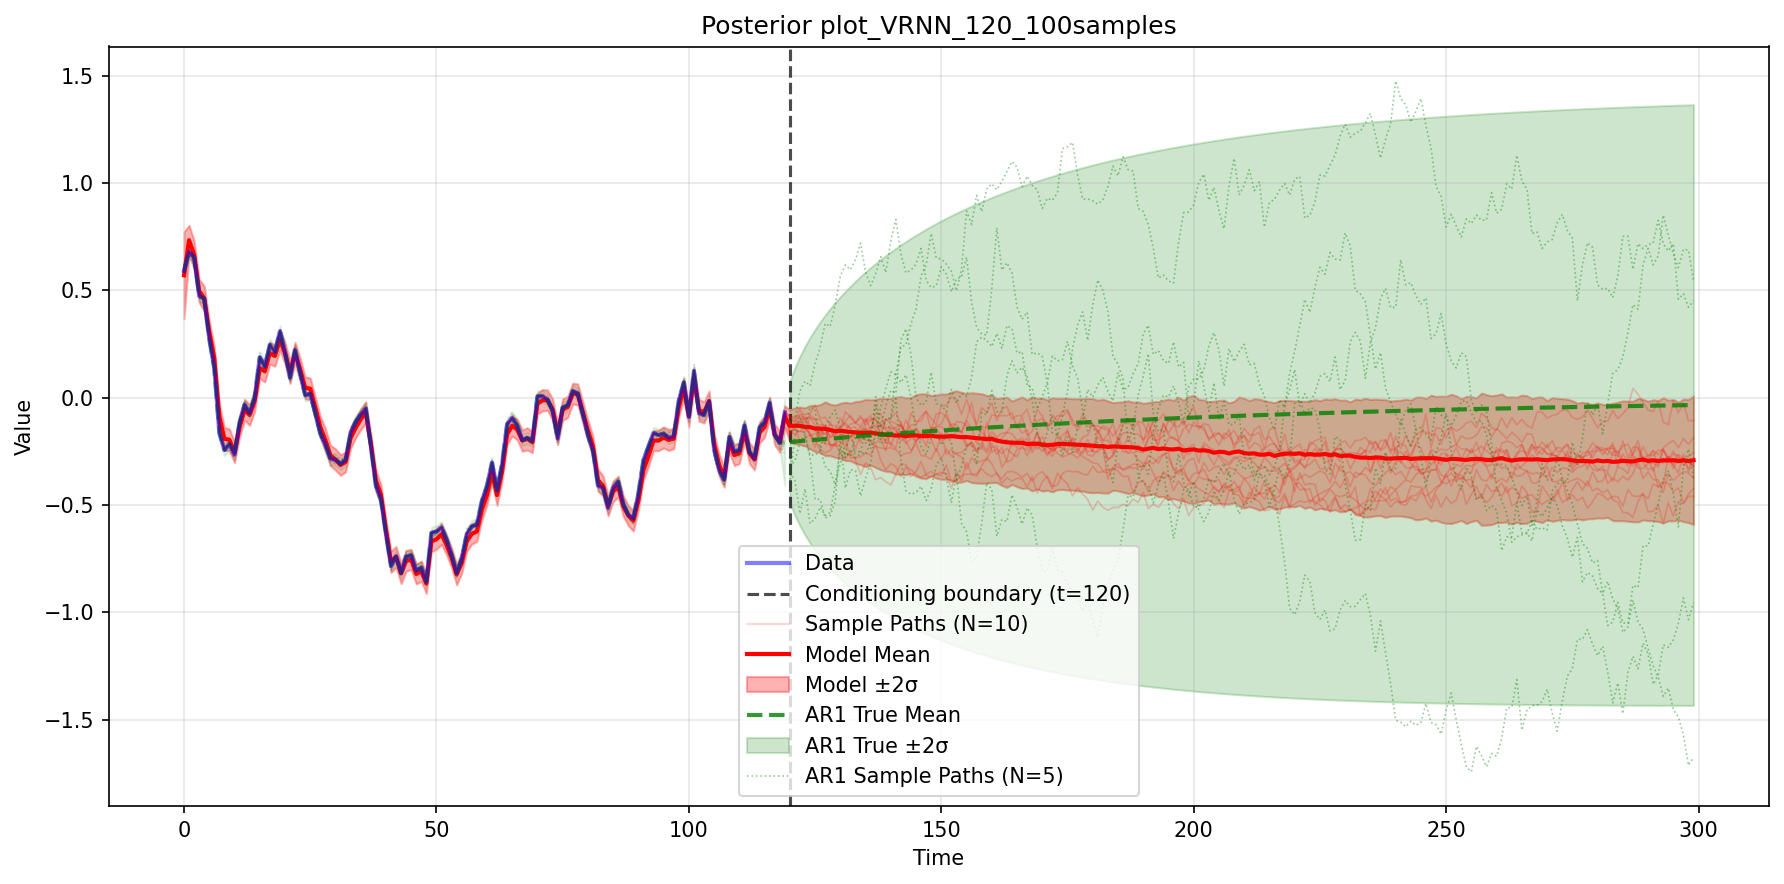 Posterior plot_VRNN_120_100samples
Value
1.5
1.0
0.5
0.0
−0.5
−1.0
−1.5
Data
Conditioning boundary (t=120)
Sample Paths (N=10)
Model Mean
Model ±2σ
AR1 True Mean
AR1 True ±2σ
AR1 Sample Paths (N=5)
0 50 100 150 200 250 300
Time